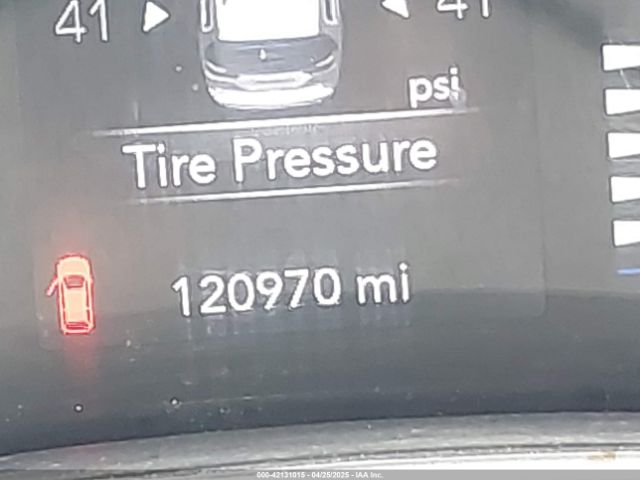 41 41
psi
Tire Pressure
120970 mi
000-42131015 - 04/25/2025 - IAA Inc.